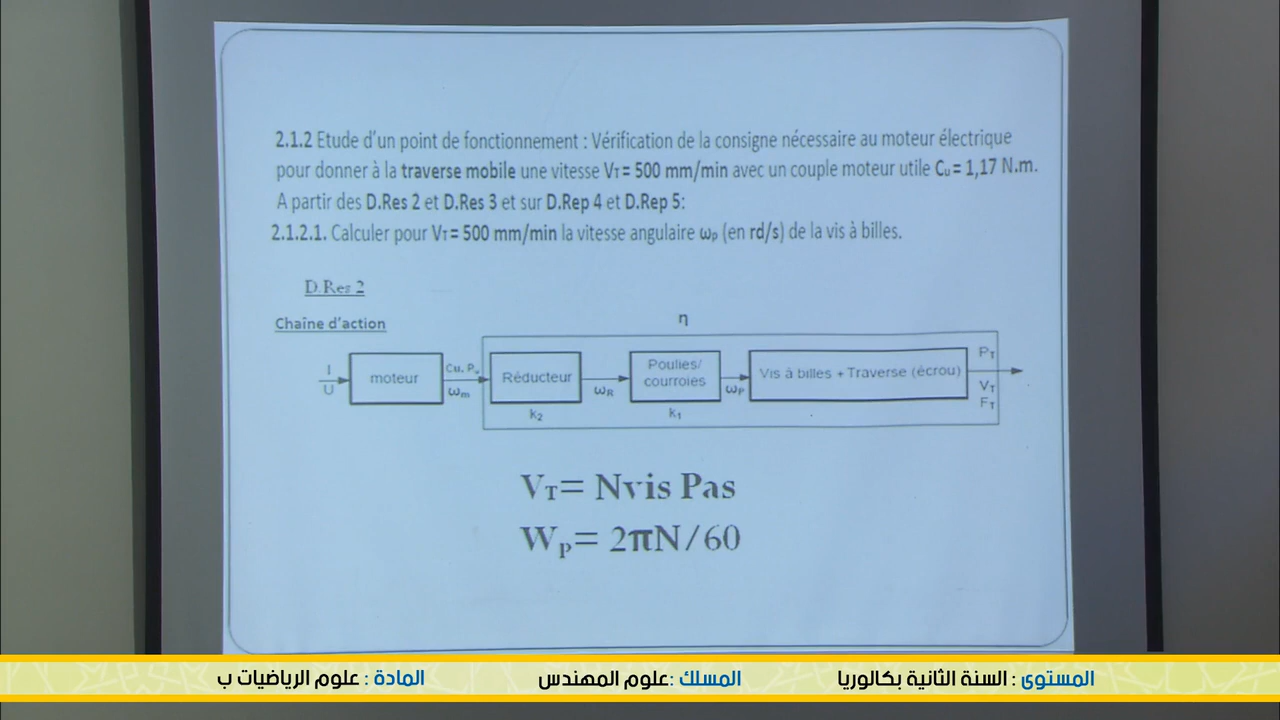 2.1.2 Etude d'un point de fonctionnement : Vérification de la consigne nécessaire au moteur électrique
pour donner à la traverse mobile une vitesse VT = 500 mm/min avec un couple moteur utile Cu = 1,17 N.m.
A partir des D.Res 2 et D.Res 3 et sur D.Rep 4 et D.Rep 5:
2.1.2.1. Calculer pour VT = 500 mm/min la vitesse angulaire ωp (en rd/s) de la vis à billes.
D.Res 2
Chaîne d'action
η
I
U
moteur
Cu, Pu
ωm
Réducteur
k2
ωR
Poulies/
courroies
k1
ωP
Vis à billes + Traverse (écrou)
PT
VT
FT
VT= Nvis Pas
Wp= 2πN/60
المستوى : السنة الثانية بكالوريا
المسلك : علوم المهندس
المادة : علوم الرياضيات ب